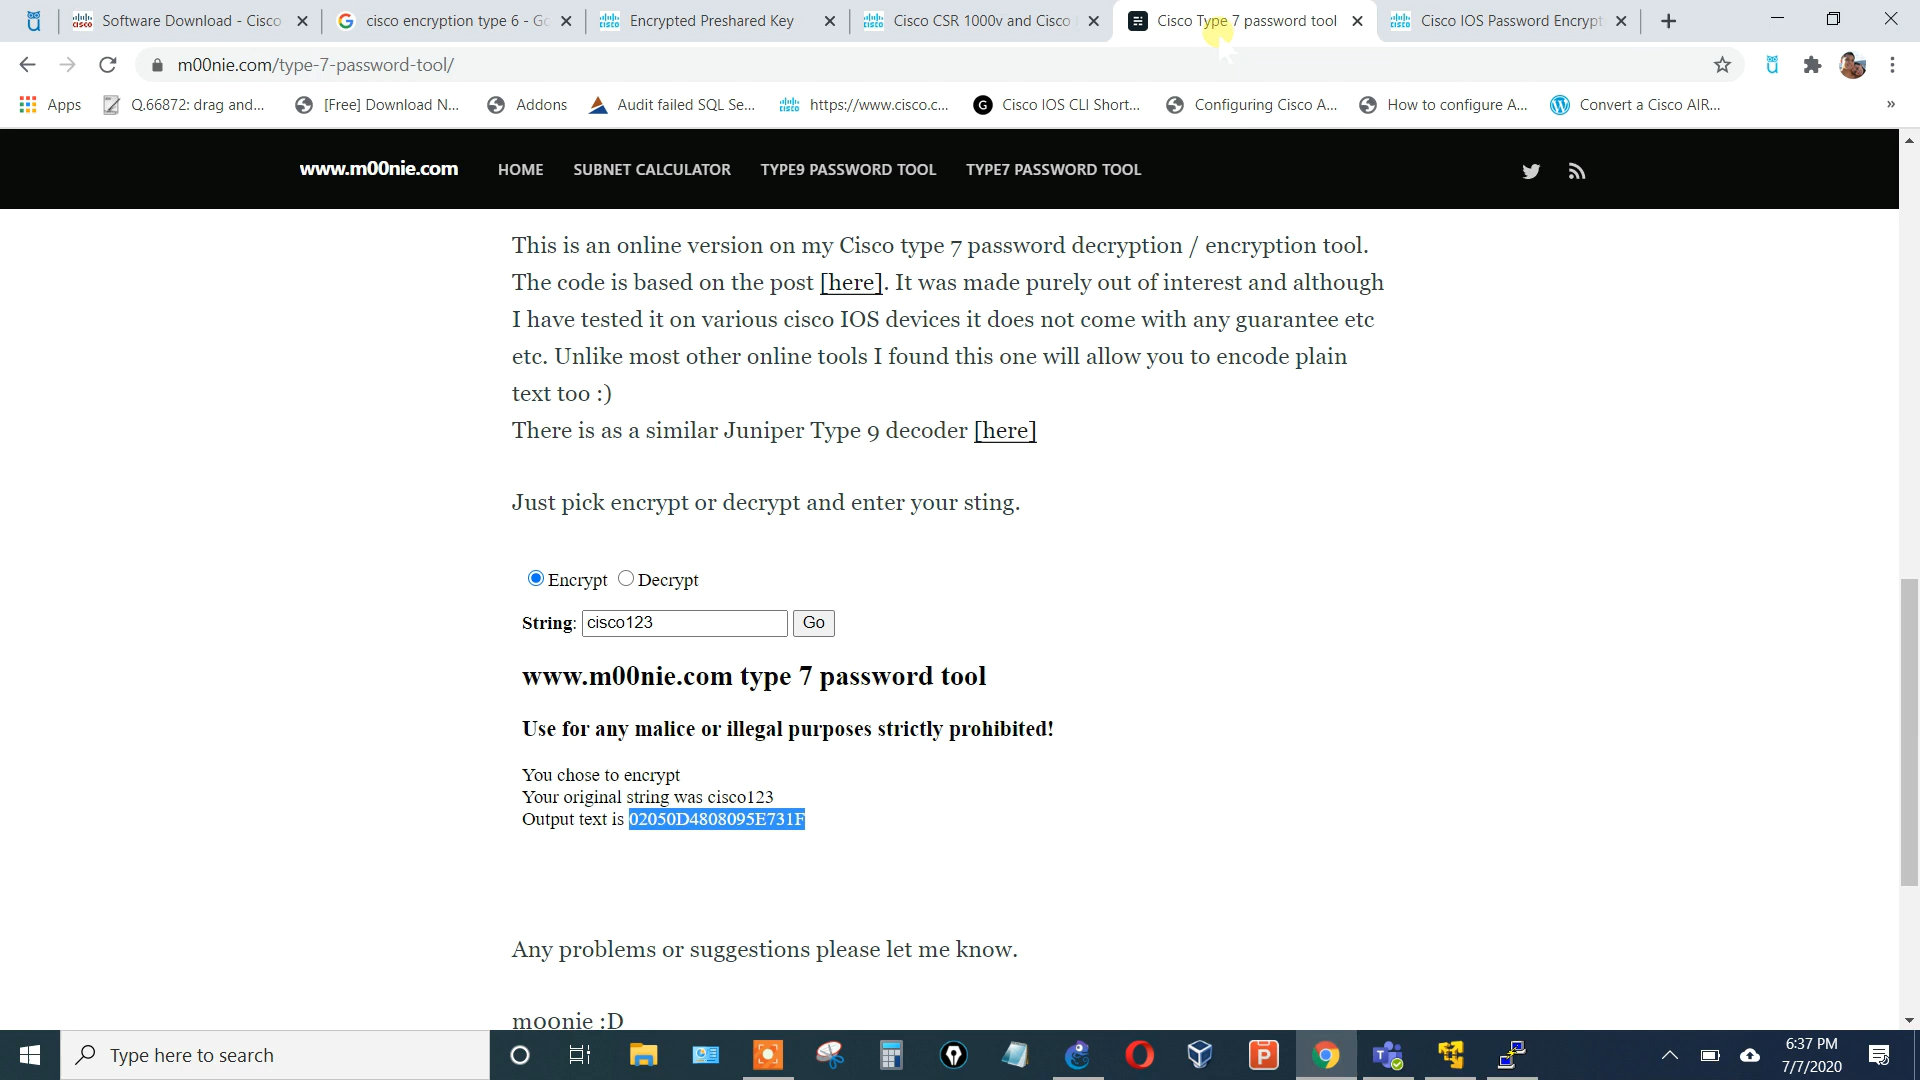 Software Download - Cisco
cisco encryption type 6 - Go
Encrypted Preshared Key
Cisco CSR 1000v and Cisco
Cisco Type 7 password tool
Cisco IOS Password Encrypt
m00nie.com/type-7-password-tool/
Apps
Q.66872: drag and...
[Free] Download N...
Addons
Audit failed SQL Se...
https://www.cisco.c...
Cisco IOS CLI Short...
Configuring Cisco A...
How to configure A...
Convert a Cisco AIR...
»
www.m00nie.com
HOME
SUBNET CALCULATOR
TYPE9 PASSWORD TOOL
TYPE7 PASSWORD TOOL
This is an online version on my Cisco type 7 password decryption / encryption tool.
The code is based on the post [here]. It was made purely out of interest and although
I have tested it on various cisco IOS devices it does not come with any guarantee etc
etc. Unlike most other online tools I found this one will allow you to encode plain
text too :)
There is as a similar Juniper Type 9 decoder [here]
Just pick encrypt or decrypt and enter your sting.
Encrypt Decrypt
String: cisco123 Go
www.m00nie.com type 7 password tool
Use for any malice or illegal purposes strictly prohibited!
You chose to encrypt
Your original string was cisco123
Output text is 02050D4808095E731F
Any problems or suggestions please let me know.
moonie :D
Type here to search
6:37 PM
7/7/2020